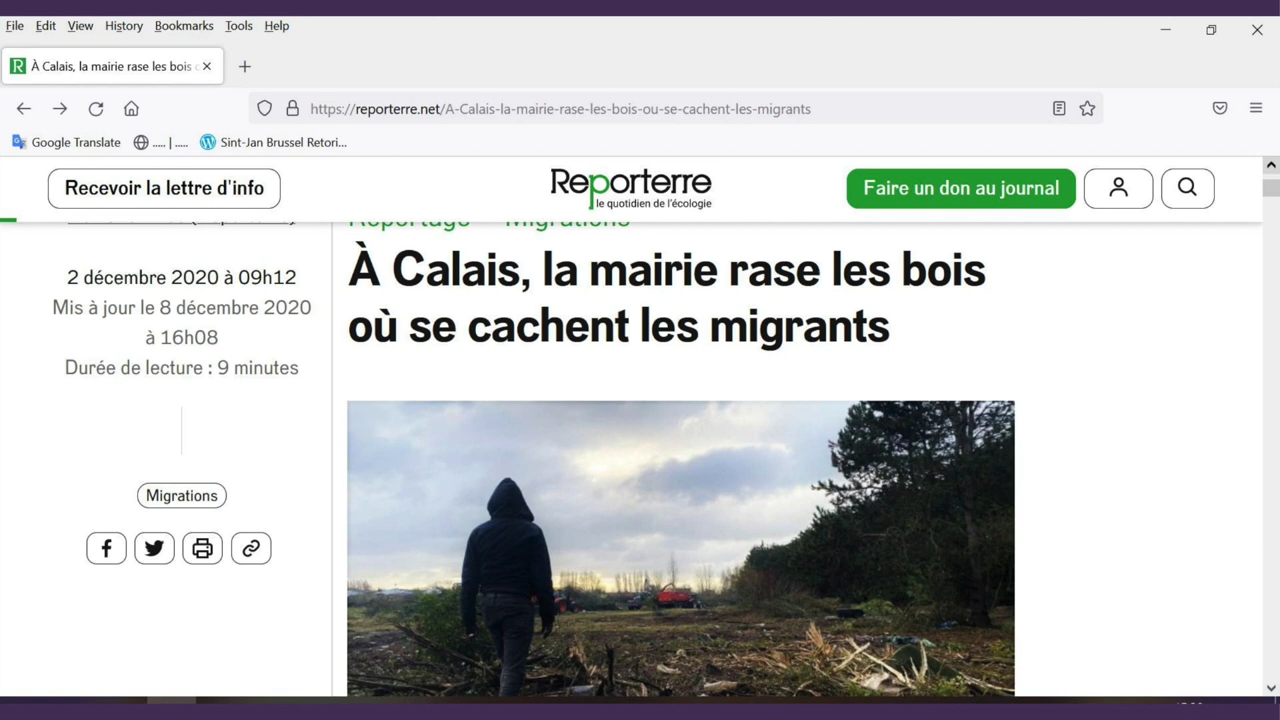 File Edit View History Bookmarks Tools Help
À Calais, la mairie rase les bois
https://reporterre.net/A-Calais-la-mairie-rase-les-bois-ou-se-cachent-les-migrants
Google Translate ..... | ..... Sint-Jan Brussel Retori...
Recevoir la lettre d'info
Reporterre
le quotidien de l'écologie
Faire un don au journal
Reportage Migrations
À Calais, la mairie rase les bois
où se cachent les migrants
2 décembre 2020 à 09h12
Mis à jour le 8 décembre 2020
à 16h08
Durée de lecture : 9 minutes
Migrations